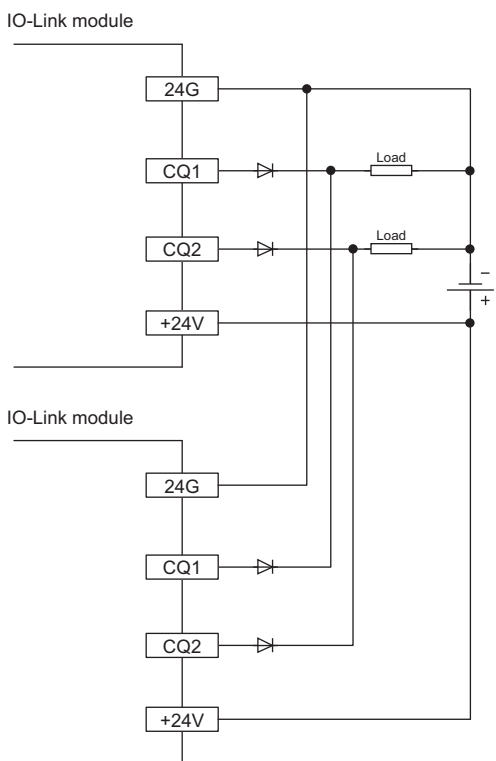 IO-Link module
24G
CQ1
Load
CQ2
Load
–
+
+24V
IO-Link module
24G
CQ1
CQ2
+24V